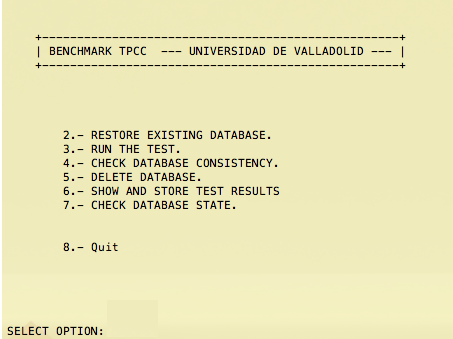 +---------------------------------------------------+
| BENCHMARK TPCC  --- UNIVERSIDAD DE VALLADOLID --- |
+---------------------------------------------------+
2.- RESTORE EXISTING DATABASE.
3.- RUN THE TEST.
4.- CHECK DATABASE CONSISTENCY.
5.- DELETE DATABASE.
6.- SHOW AND STORE TEST RESULTS
7.- CHECK DATABASE STATE.
8.- Quit
SELECT OPTION: